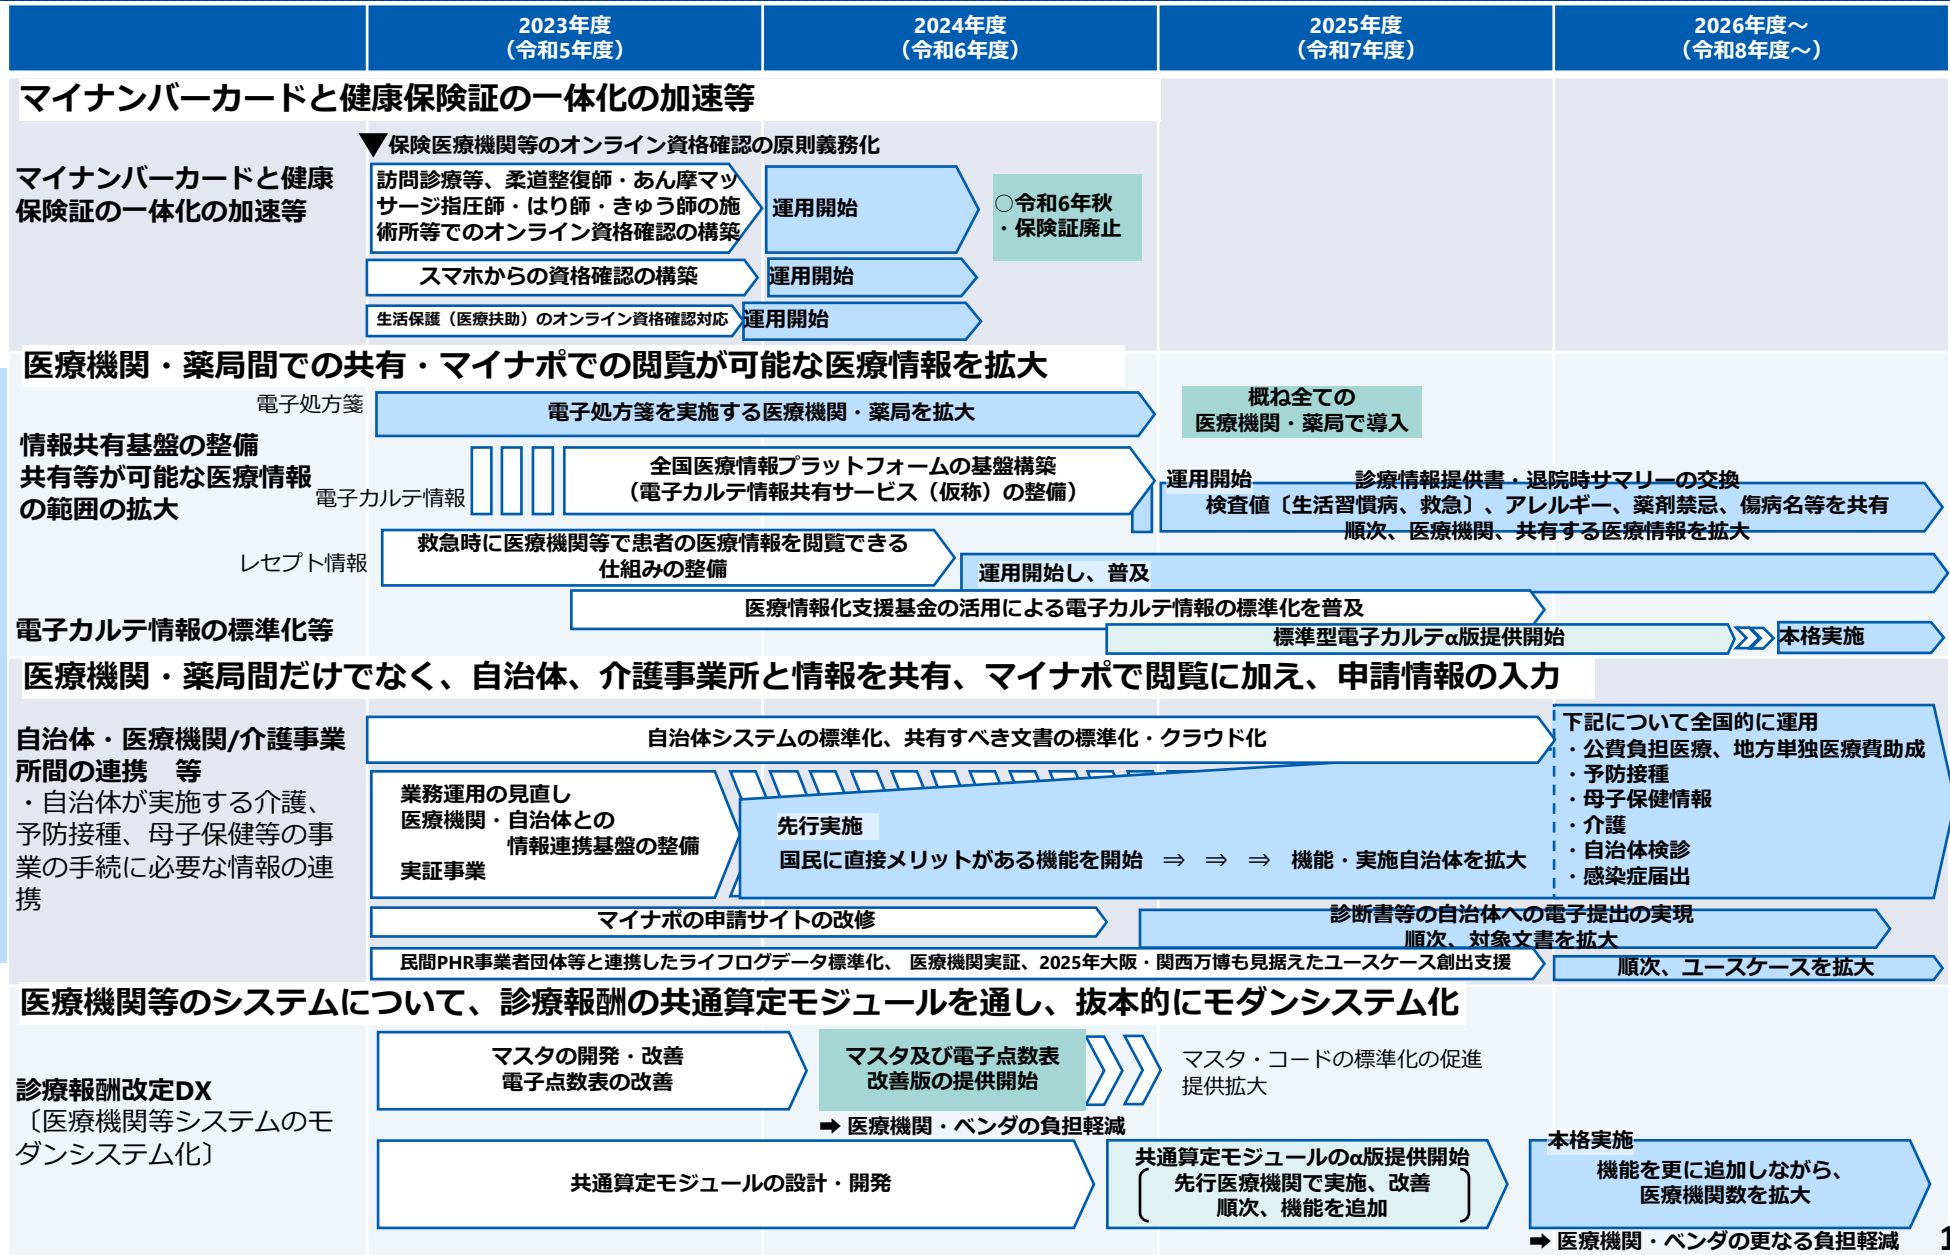 2023年度
（令和5年度）
2024年度
（令和6年度）
2025年度
（令和7年度）
2026年度～
（令和8年度～）
マイナンバーカードと健康保険証の一体化の加速等
▼保険医療機関等のオンライン資格確認の原則義務化
マイナンバーカードと健康
保険証の一体化の加速等
訪問診療等、柔道整復師・あん摩マッ
サージ指圧師・はり師・きゅう師の施
術所等でのオンライン資格確認の構築
運用開始
○令和6年秋
・保険証廃止
スマホからの資格確認の構築
運用開始
生活保護（医療扶助）のオンライン資格確認対応
運用開始
医療機関・薬局間での共有・マイナポでの閲覧が可能な医療情報を拡大
電子処方箋
電子処方箋を実施する医療機関・薬局を拡大
概ね全ての
医療機関・薬局で導入
情報共有基盤の整備
共有等が可能な医療情報
の範囲の拡大
電子カルテ情報
全国医療情報プラットフォームの基盤構築
（電子カルテ情報共有サービス（仮称）の整備）
運用開始
診療情報提供書・退院時サマリーの交換
検査値〔生活習慣病、救急〕、アレルギー、薬剤禁忌、傷病名等を共有
順次、医療機関、共有する医療情報を拡大
レセプト情報
救急時に医療機関等で患者の医療情報を閲覧できる
仕組みの整備
運用開始し、普及
電子カルテ情報の標準化等
医療情報化支援基金の活用による電子カルテ情報の標準化を普及
標準型電子カルテα版提供開始
本格実施
医療機関・薬局間だけでなく、自治体、介護事業所と情報を共有、マイナポで閲覧に加え、申請情報の入力
自治体・医療機関/介護事業
所間の連携　等
・自治体が実施する介護、
予防接種、母子保健等の事
業の手続に必要な情報の連
携
自治体システムの標準化、共有すべき文書の標準化・クラウド化
業務運用の見直し
医療機関・自治体との
情報連携基盤の整備
実証事業
先行実施
国民に直接メリットがある機能を開始　⇒　⇒　⇒　機能・実施自治体を拡大
下記について全国的に運用
・公費負担医療、地方単独医療費助成
・予防接種
・母子保健情報
・介護
・自治体検診
・感染症届出
マイナポの申請サイトの改修
診断書等の自治体への電子提出の実現
順次、対象文書を拡大
民間PHR事業者団体等と連携したライフログデータ標準化、 医療機関実証、2025年大阪・関西万博も見据えたユースケース創出支援
順次、ユースケースを拡大
医療機関等のシステムについて、診療報酬の共通算定モジュールを通し、抜本的にモダンシステム化
診療報酬改定DX
〔医療機関等システムのモ
ダンシステム化〕
マスタの開発・改善
電子点数表の改善
マスタ及び電子点数表
改善版の提供開始
マスタ・コードの標準化の促進
提供拡大
➡ 医療機関・ベンダの負担軽減
共通算定モジュールの設計・開発
共通算定モジュールのα版提供開始
先行医療機関で実施、改善
順次、機能を追加
本格実施
機能を更に追加しながら、
医療機関数を拡大
➡ 医療機関・ベンダの更なる負担軽減
1